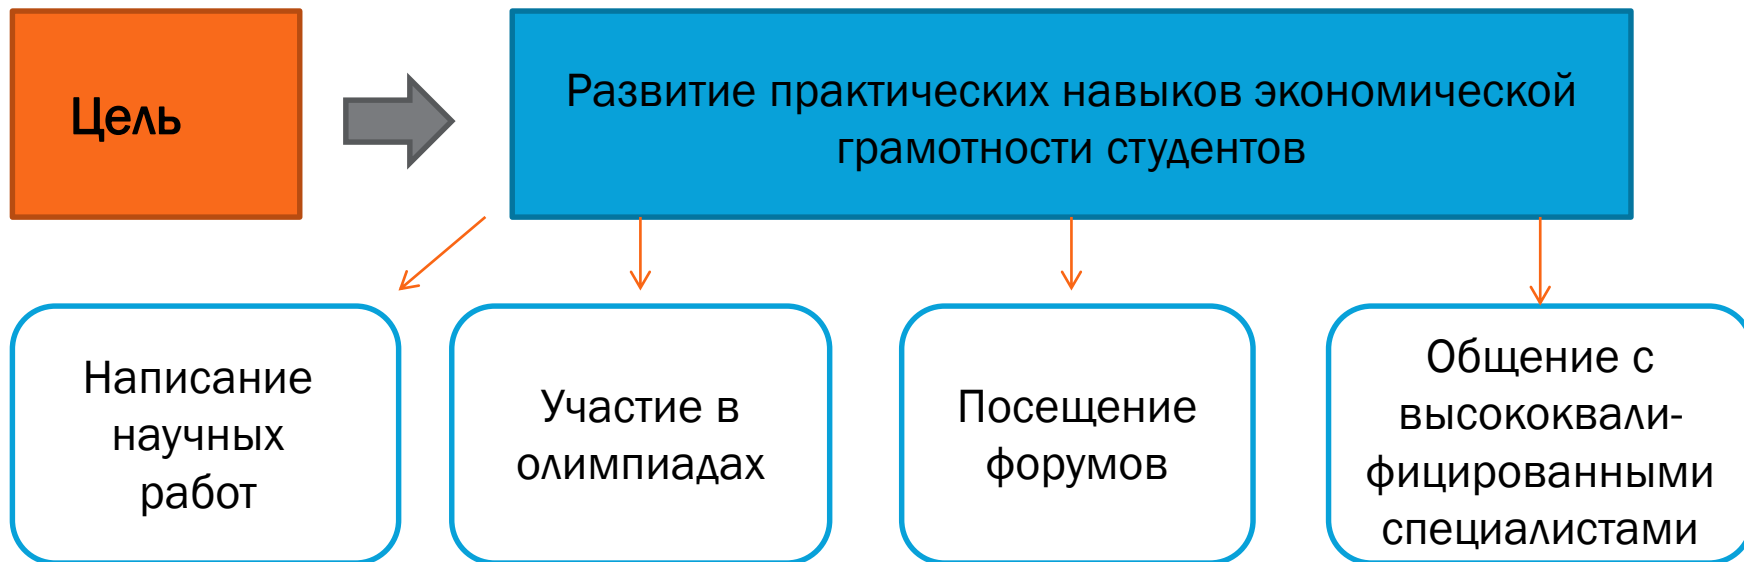 Цель
Развитие практических навыков экономической
грамотности студентов
Написание
научных
работ
Участие в
олимпиадах
Посещение
форумов
Общение с
высококвали-
фицированными
специалистами